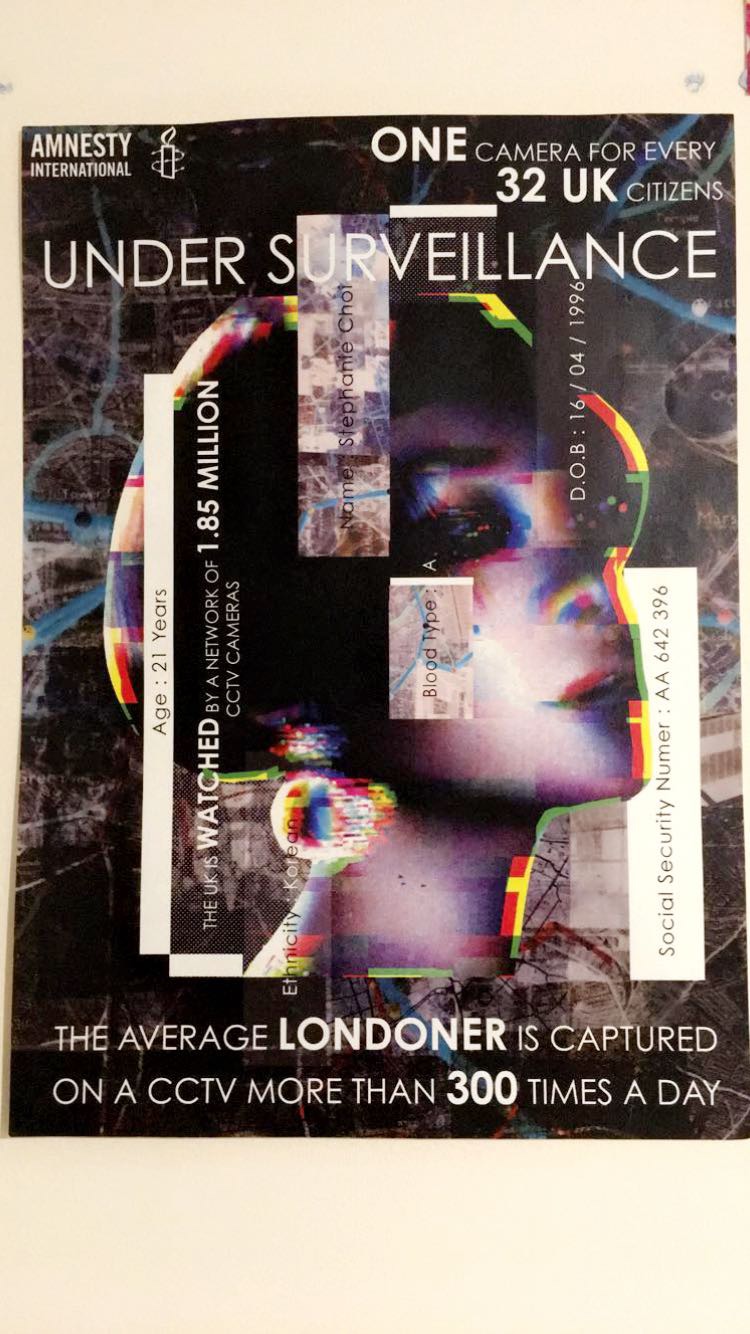 AMNESTY
INTERNATIONAL
ONE CAMERA FOR EVERY
32 UK CITIZENS
UNDER SURVEILLANCE
Name : Stephanie Choi
D.O.B : 16 / 04 / 1996
Age : 21 Years
THE UK IS WATCHED BY A NETWORK OF 1.85 MILLION
CCTV CAMERAS
Blood Type : A
Ethnicity : Korean
Social Security Numer : AA 642 396
THE AVERAGE LONDONER IS CAPTURED
ON A CCTV MORE THAN 300 TIMES A DAY